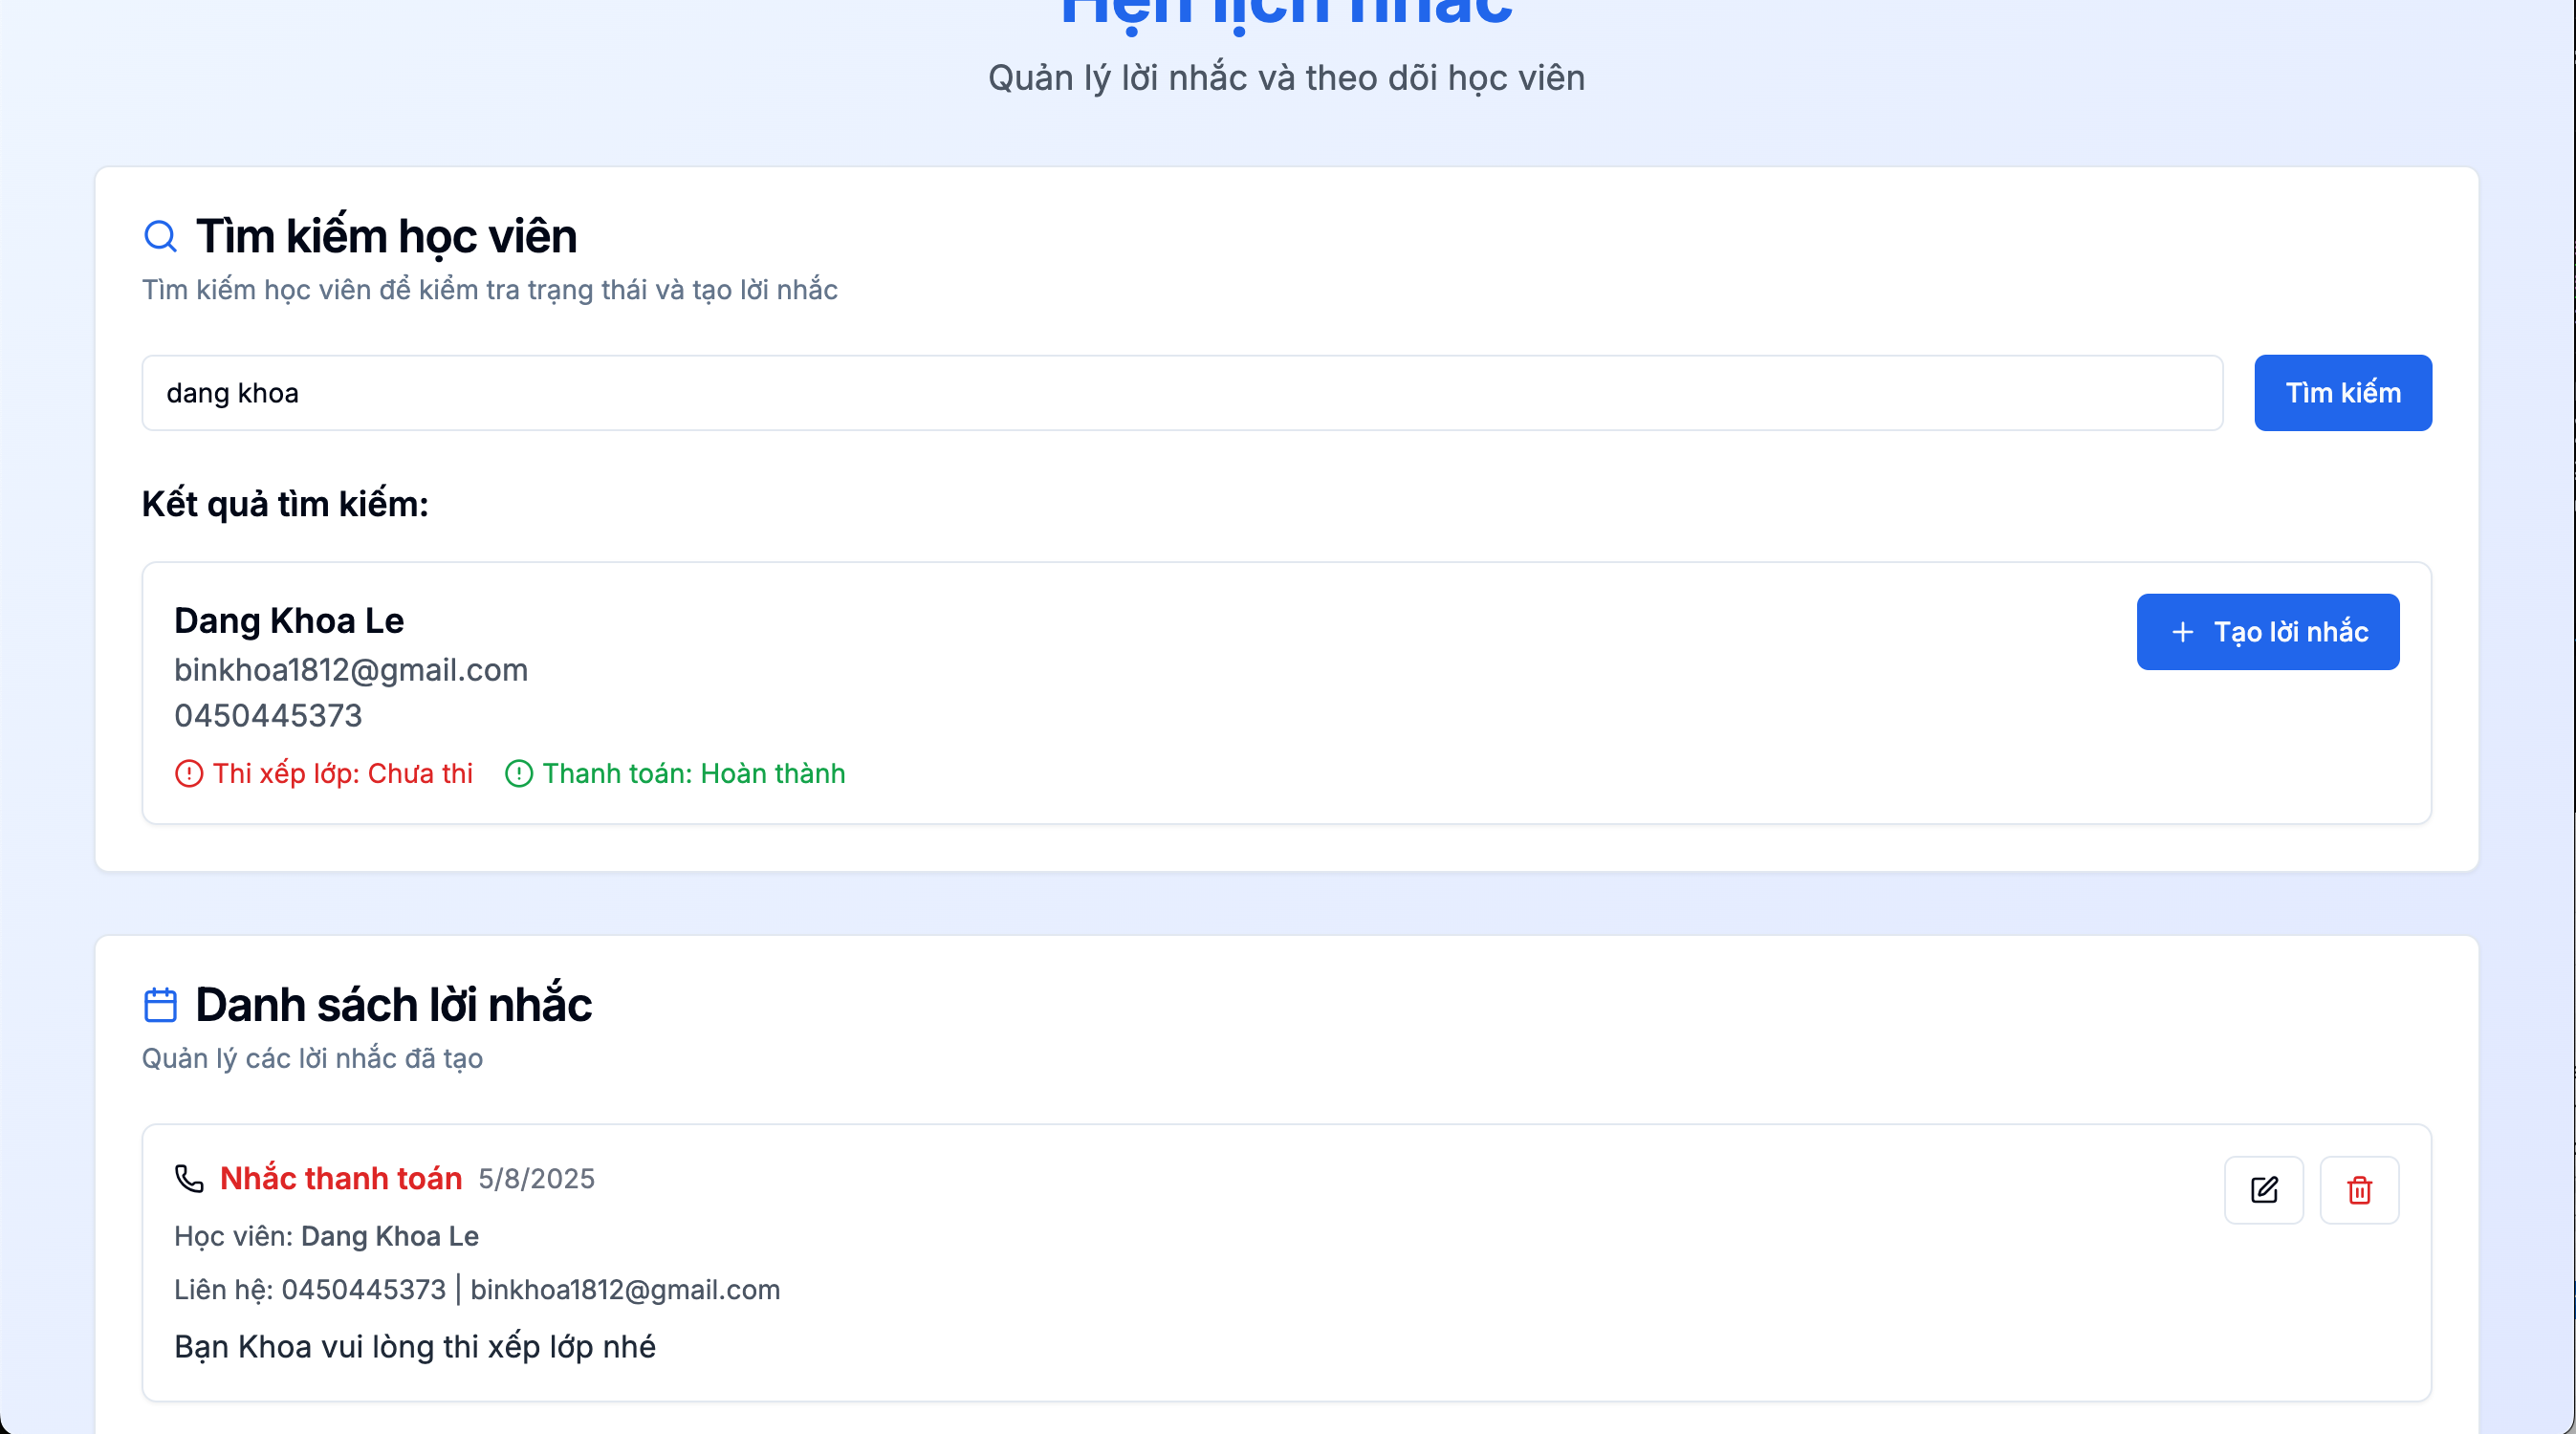 Hẹn lịch nhắc
Quản lý lời nhắc và theo dõi học viên
Tìm kiếm học viên
Tìm kiếm học viên để kiểm tra trạng thái và tạo lời nhắc
dang khoa
Tìm kiếm
Kết quả tìm kiếm:
Dang Khoa Le
Tạo lời nhắc
binkhoa1812@gmail.com
0450445373
Thi xếp lớp: Chưa thi Thanh toán: Hoàn thành
Danh sách lời nhắc
Quản lý các lời nhắc đã tạo
Nhắc thanh toán 5/8/2025
Học viên: Dang Khoa Le
Liên hệ: 0450445373 | binkhoa1812@gmail.com
Bạn Khoa vui lòng thi xếp lớp nhé